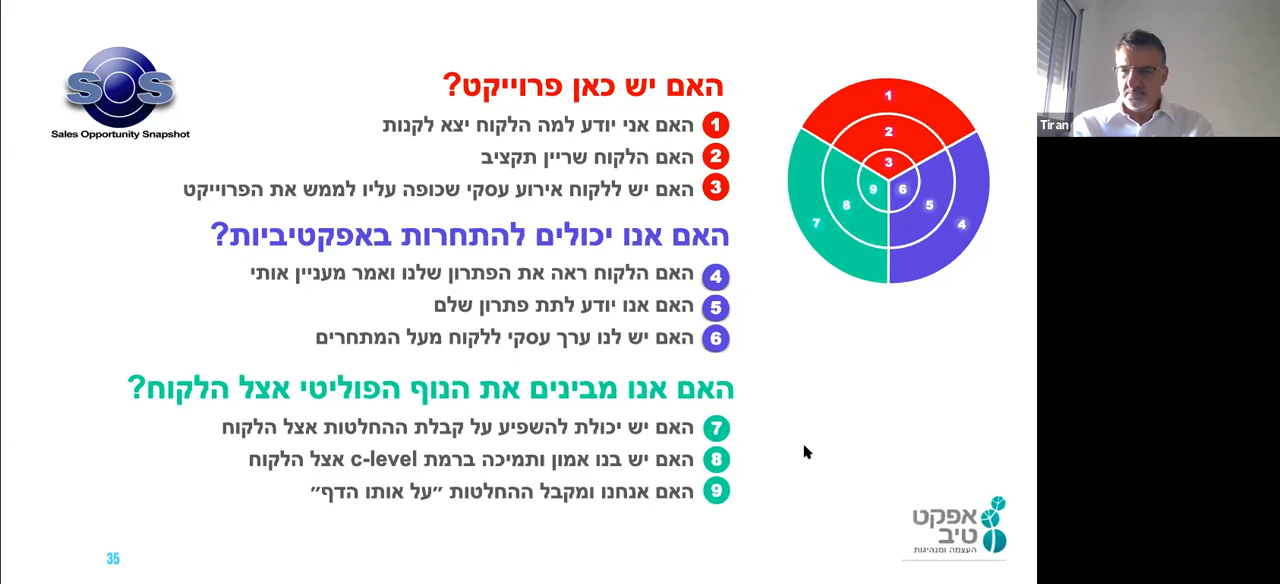 SOS
Sales Opportunity Snapshot
האם יש כאן פרוייקט?
1 האם אני יודע למה הלקוח יצא לקנות
2 האם הלקוח שריין תקציב
3 האם יש ללקוח אירוע עסקי שכופה עליו לממש את הפרוייקט
האם אנו יכולים להתחרות באפקטיביות?
4 האם הלקוח ראה את הפתרון שלנו ואמר מעניין אותי
5 האם אנו יודע לתת פתרון שלם
6 האם יש לנו ערך עסקי ללקוח מעל המתחרים
האם אנו מבינים את הנוף הפוליטי אצל הלקוח?
7 האם יש יכולת להשפיע על קבלת ההחלטות אצל הלקוח
8 האם יש בנו אמון ותמיכה ברמת c-level אצל הלקוח
9 האם אנחנו ומקבל ההחלטות ״על אותו הדף״
1
2
3
9
6
8
5
7
4
Tiran
אפקט
טיב
העצמה ומנהיגות
35